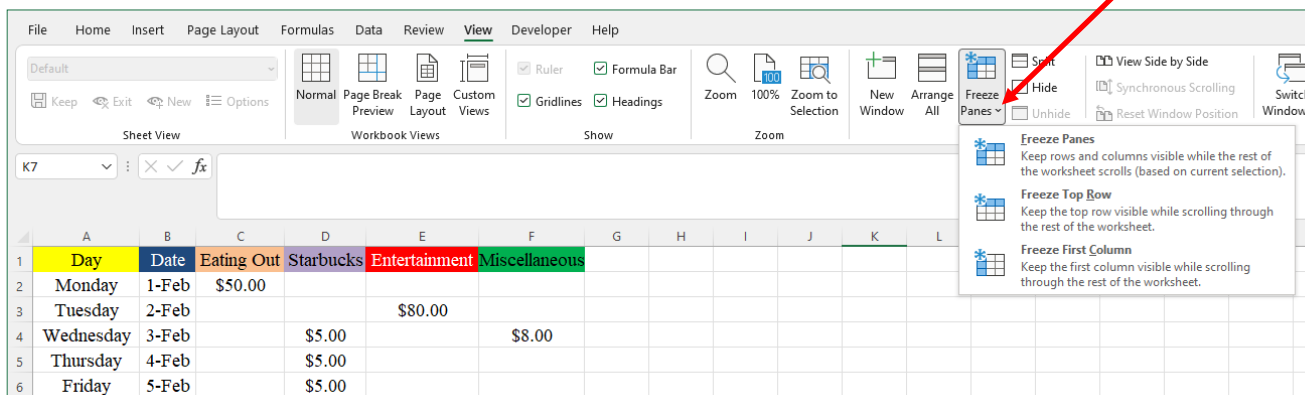 File Home Insert Page Layout Formulas Data Review View Developer Help
Default
Keep Exit New Options
Sheet View
Normal Page Break Preview Page Layout Custom Views
Workbook Views
Ruler Formula Bar
Gridlines Headings
Show
Zoom 100% Zoom to Selection
100
Zoom
New Window Arrange All Freeze Panes
Split
Hide
Unhide
View Side by Side
Synchronous Scrolling
Reset Window Position
Switch
Window
Freeze Panes
Keep rows and columns visible while the rest of
the worksheet scrolls (based on current selection).
Freeze Top Row
Keep the top row visible while scrolling through
the rest of the worksheet.
Freeze First Column
Keep the first column visible while scrolling
through the rest of the worksheet.
K7 fx
A B C D E F G H I J K L
1 Day Date Eating Out Starbucks Entertainment Miscellaneous
2 Monday 1-Feb $50.00
3 Tuesday 2-Feb $80.00
4 Wednesday 3-Feb $5.00 $8.00
5 Thursday 4-Feb $5.00
6 Friday 5-Feb $5.00